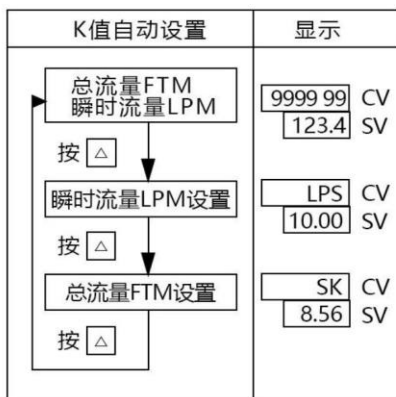 K值自动设置
显示
总流量FTM
瞬时流量LPM
9999 99 CV
123.4 SV
按 △
瞬时流量LPM设置
LPS CV
10.00 SV
按 △
总流量FTM设置
SK CV
8.56 SV
按 △